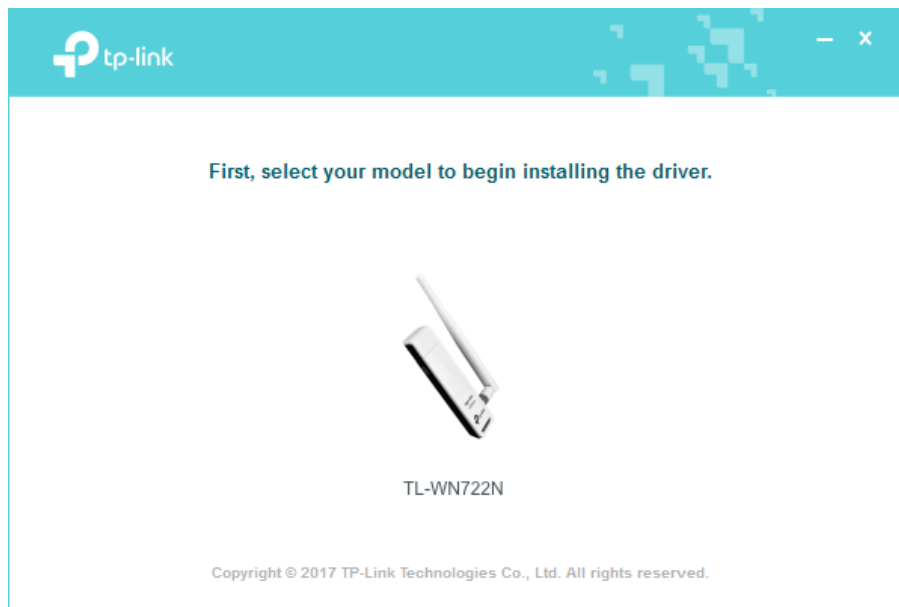 tp-link
First, select your model to begin installing the driver.
TL-WN722N
Copyright © 2017 TP-Link Technologies Co., Ltd. All rights reserved.